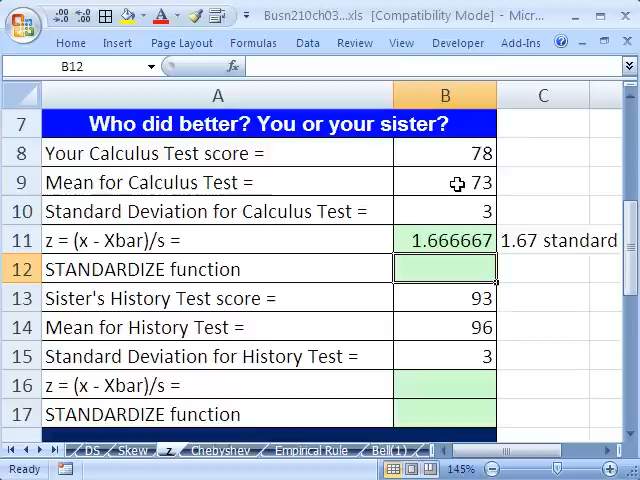 Busn210ch03...xls [Compatibility Mode] - Micr...
Home Insert Page Layout Formulas Data Review View Developer Add-Ins
B12 fx
A B C
7 Who did better? You or your sister?
8 Your Calculus Test score = 78
9 Mean for Calculus Test = 73
10 Standard Deviation for Calculus Test = 3
11 z = (x - Xbar)/s = 1.666667 1.67 standard
12 STANDARDIZE function
13 Sister's History Test score = 93
14 Mean for History Test = 96
15 Standard Deviation for History Test = 3
16 z = (x - Xbar)/s =
17 STANDARDIZE function
DS Skew z Chebyshev Empirical Rule Bell(1)
Ready 145%